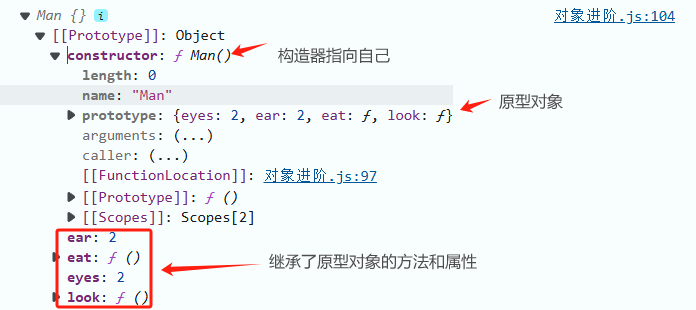 Man {} i 对象进阶.js:104
[[Prototype]]: Object
constructor: ƒ Man() 构造器指向自己
length: 0
name: "Man"
prototype: {eyes: 2, ear: 2, eat: ƒ, look: ƒ} 原型对象
arguments: (...)
caller: (...)
[[FunctionLocation]]: 对象进阶.js:97
[[Prototype]]: ƒ ()
[[Scopes]]: Scopes[2]
ear: 2
eat: ƒ ()
eyes: 2 继承了原型对象的方法和属性
look: ƒ ()